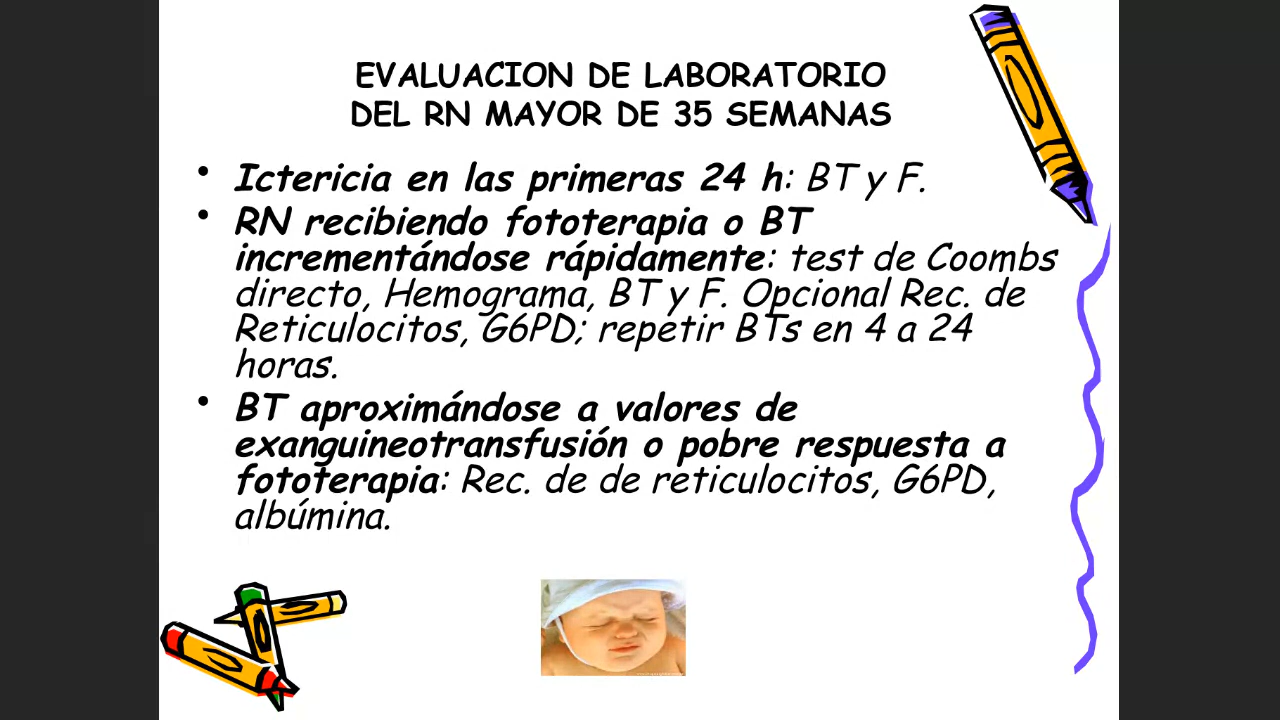 EVALUACION DE LABORATORIO
DEL RN MAYOR DE 35 SEMANAS
• Ictericia en las primeras 24 h: BT y F.
• RN recibiendo fototerapia o BT
incrementándose rápidamente: test de Coombs
directo, Hemograma, BT y F. Opcional Rec. de
Reticulocitos, G6PD; repetir BTs en 4 a 24
horas.
• BT aproximándose a valores de
exanguineotransfusión o pobre respuesta a
fototerapia: Rec. de de reticulocitos, G6PD,
albúmina.